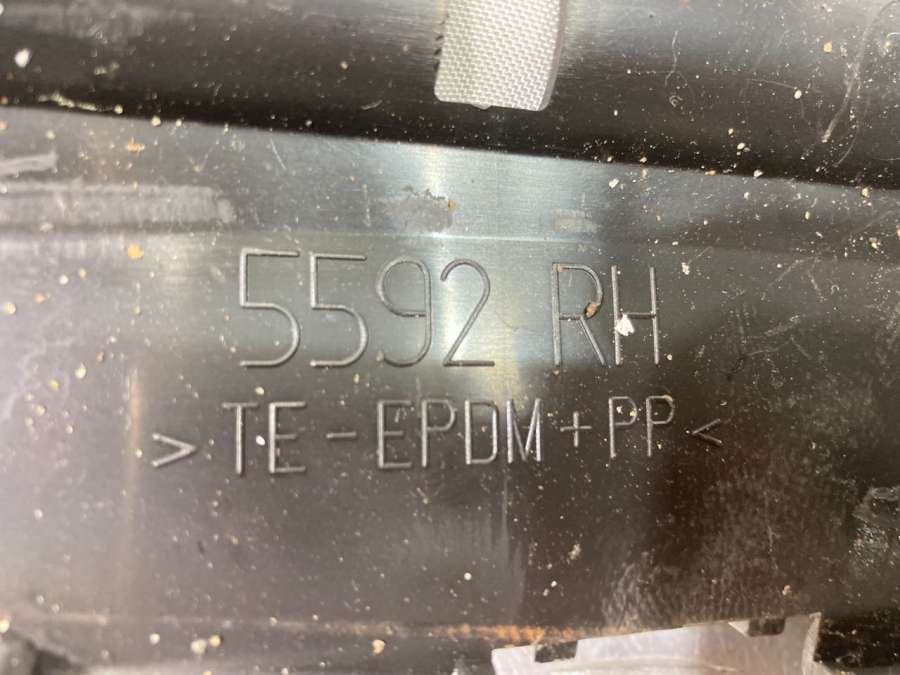 5592 RH
> TE-EPDM+PP <